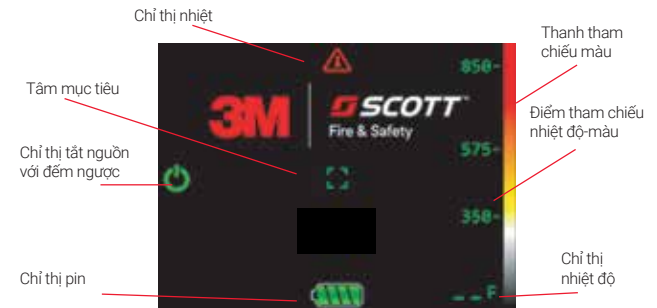 Chỉ thị nhiệt
Thanh tham
chiếu màu
850-
Tâm mục tiêu
3M
SCOTT™
Fire & Safety
Điểm tham chiếu
nhiệt độ-màu
575-
Chỉ thị tắt nguồn
với đếm ngược
350-
Chỉ thị
nhiệt độ
Chỉ thị pin
--F